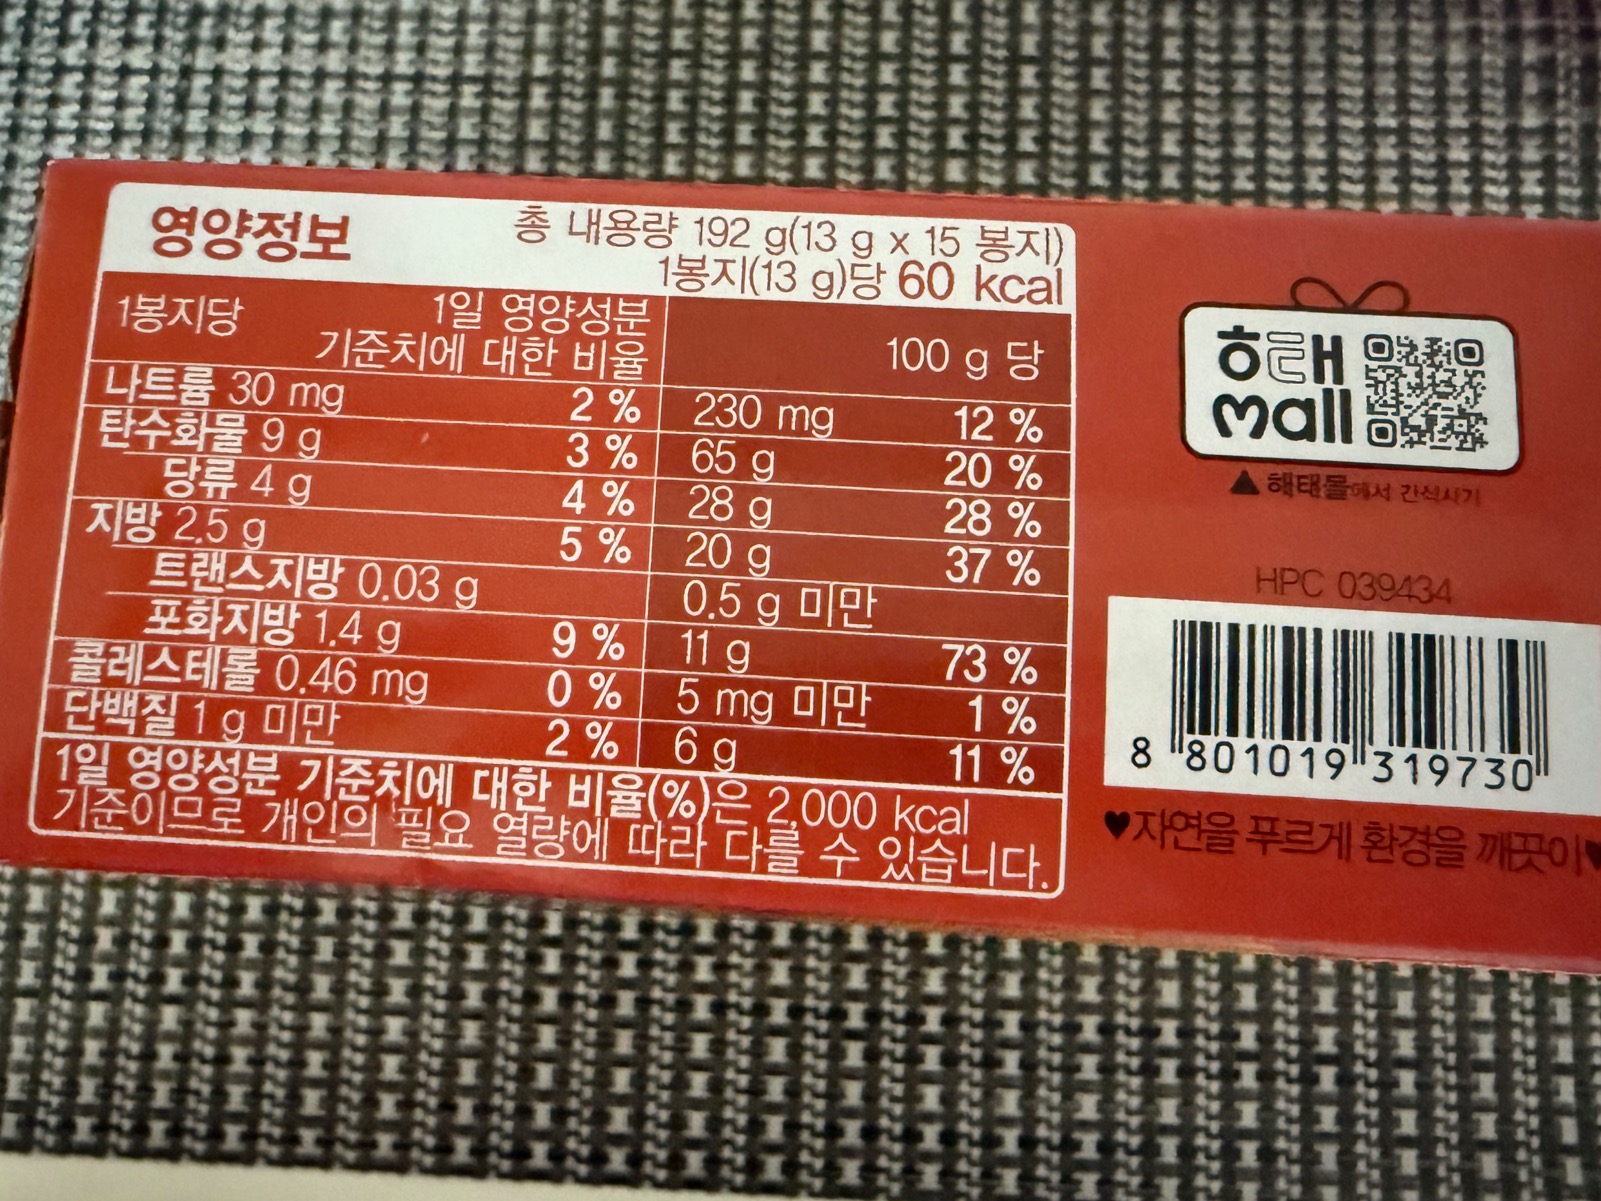 영양정보
총 내용량 192 g(13 g x 15 봉지)
1봉지(13 g)당 60 kcal
1봉지당 1일 영양성분
기준치에 대한 비율 100 g 당
나트륨 30 mg 2 % 230 mg 12 %
탄수화물 9 g 3 % 65 g 20 %
당류 4 g 4 % 28 g 28 %
지방 2.5 g 5 % 20 g 37 %
트랜스지방 0.03 g 0.5 g 미만
포화지방 1.4 g 9 % 11 g 73 %
콜레스테롤 0.46 mg 0 % 5 mg 미만 1 %
단백질 1 g 미만 2 % 6 g 11 %
1일 영양성분 기준치에 대한 비율(%)은 2,000 kcal
기준이므로 개인의 필요 열량에 따라 다를 수 있습니다.
해태
mall
▲ 해태몰에서 간식사기
HPC 039434
8 801019 319730
♥자연을 푸르게 환경을 깨끗이♥